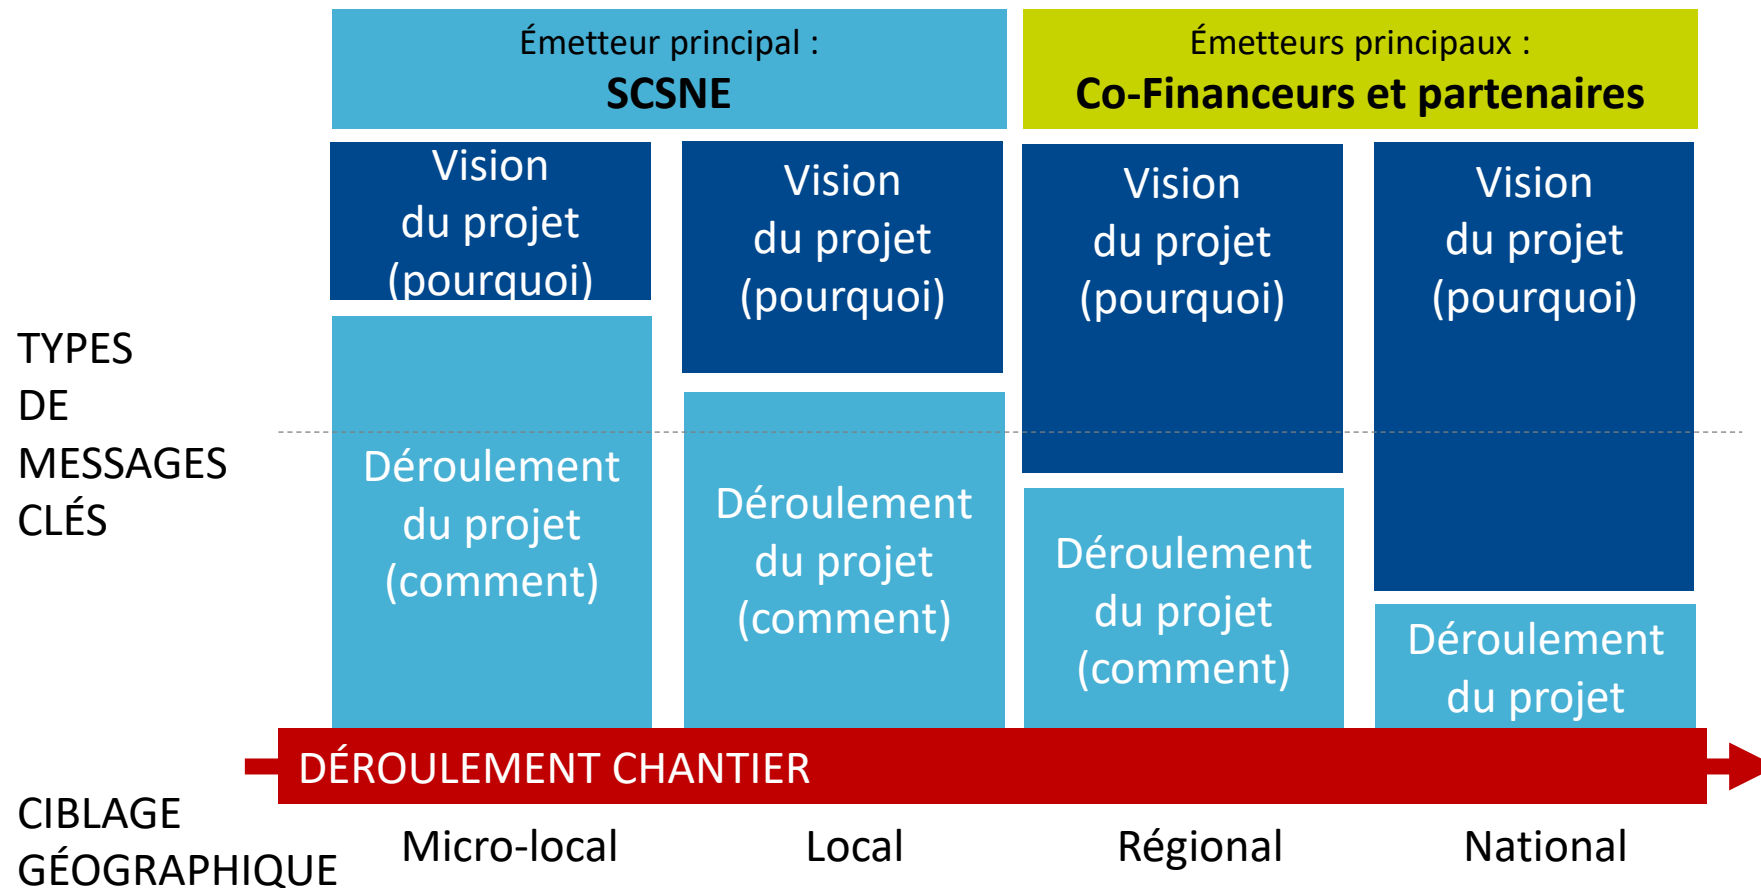 Émetteur principal :
SCSNE
Émetteurs principaux :
Co-Financeurs et partenaires
TYPES
DE
MESSAGES
CLÉS
Vision
du projet
(pourquoi)
Vision
du projet
(pourquoi)
Vision
du projet
(pourquoi)
Vision
du projet
(pourquoi)
Déroulement
du projet
(comment)
Déroulement
du projet
(comment)
Déroulement
du projet
(comment)
Déroulement
du projet
DÉROULEMENT CHANTIER
CIBLAGE
GÉOGRAPHIQUE
Micro-local
Local
Régional
National